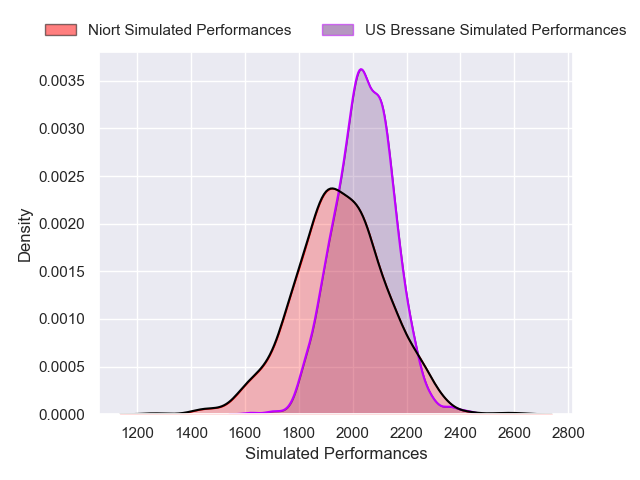 Niort Simulated Performances
US Bressane Simulated Performances
0.0035
0.0030
0.0025
0.0020
0.0015
0.0010
0.0005
0.0000
Density
1200 1400 1600 1800 2000 2200 2400 2600 2800
Simulated Performances